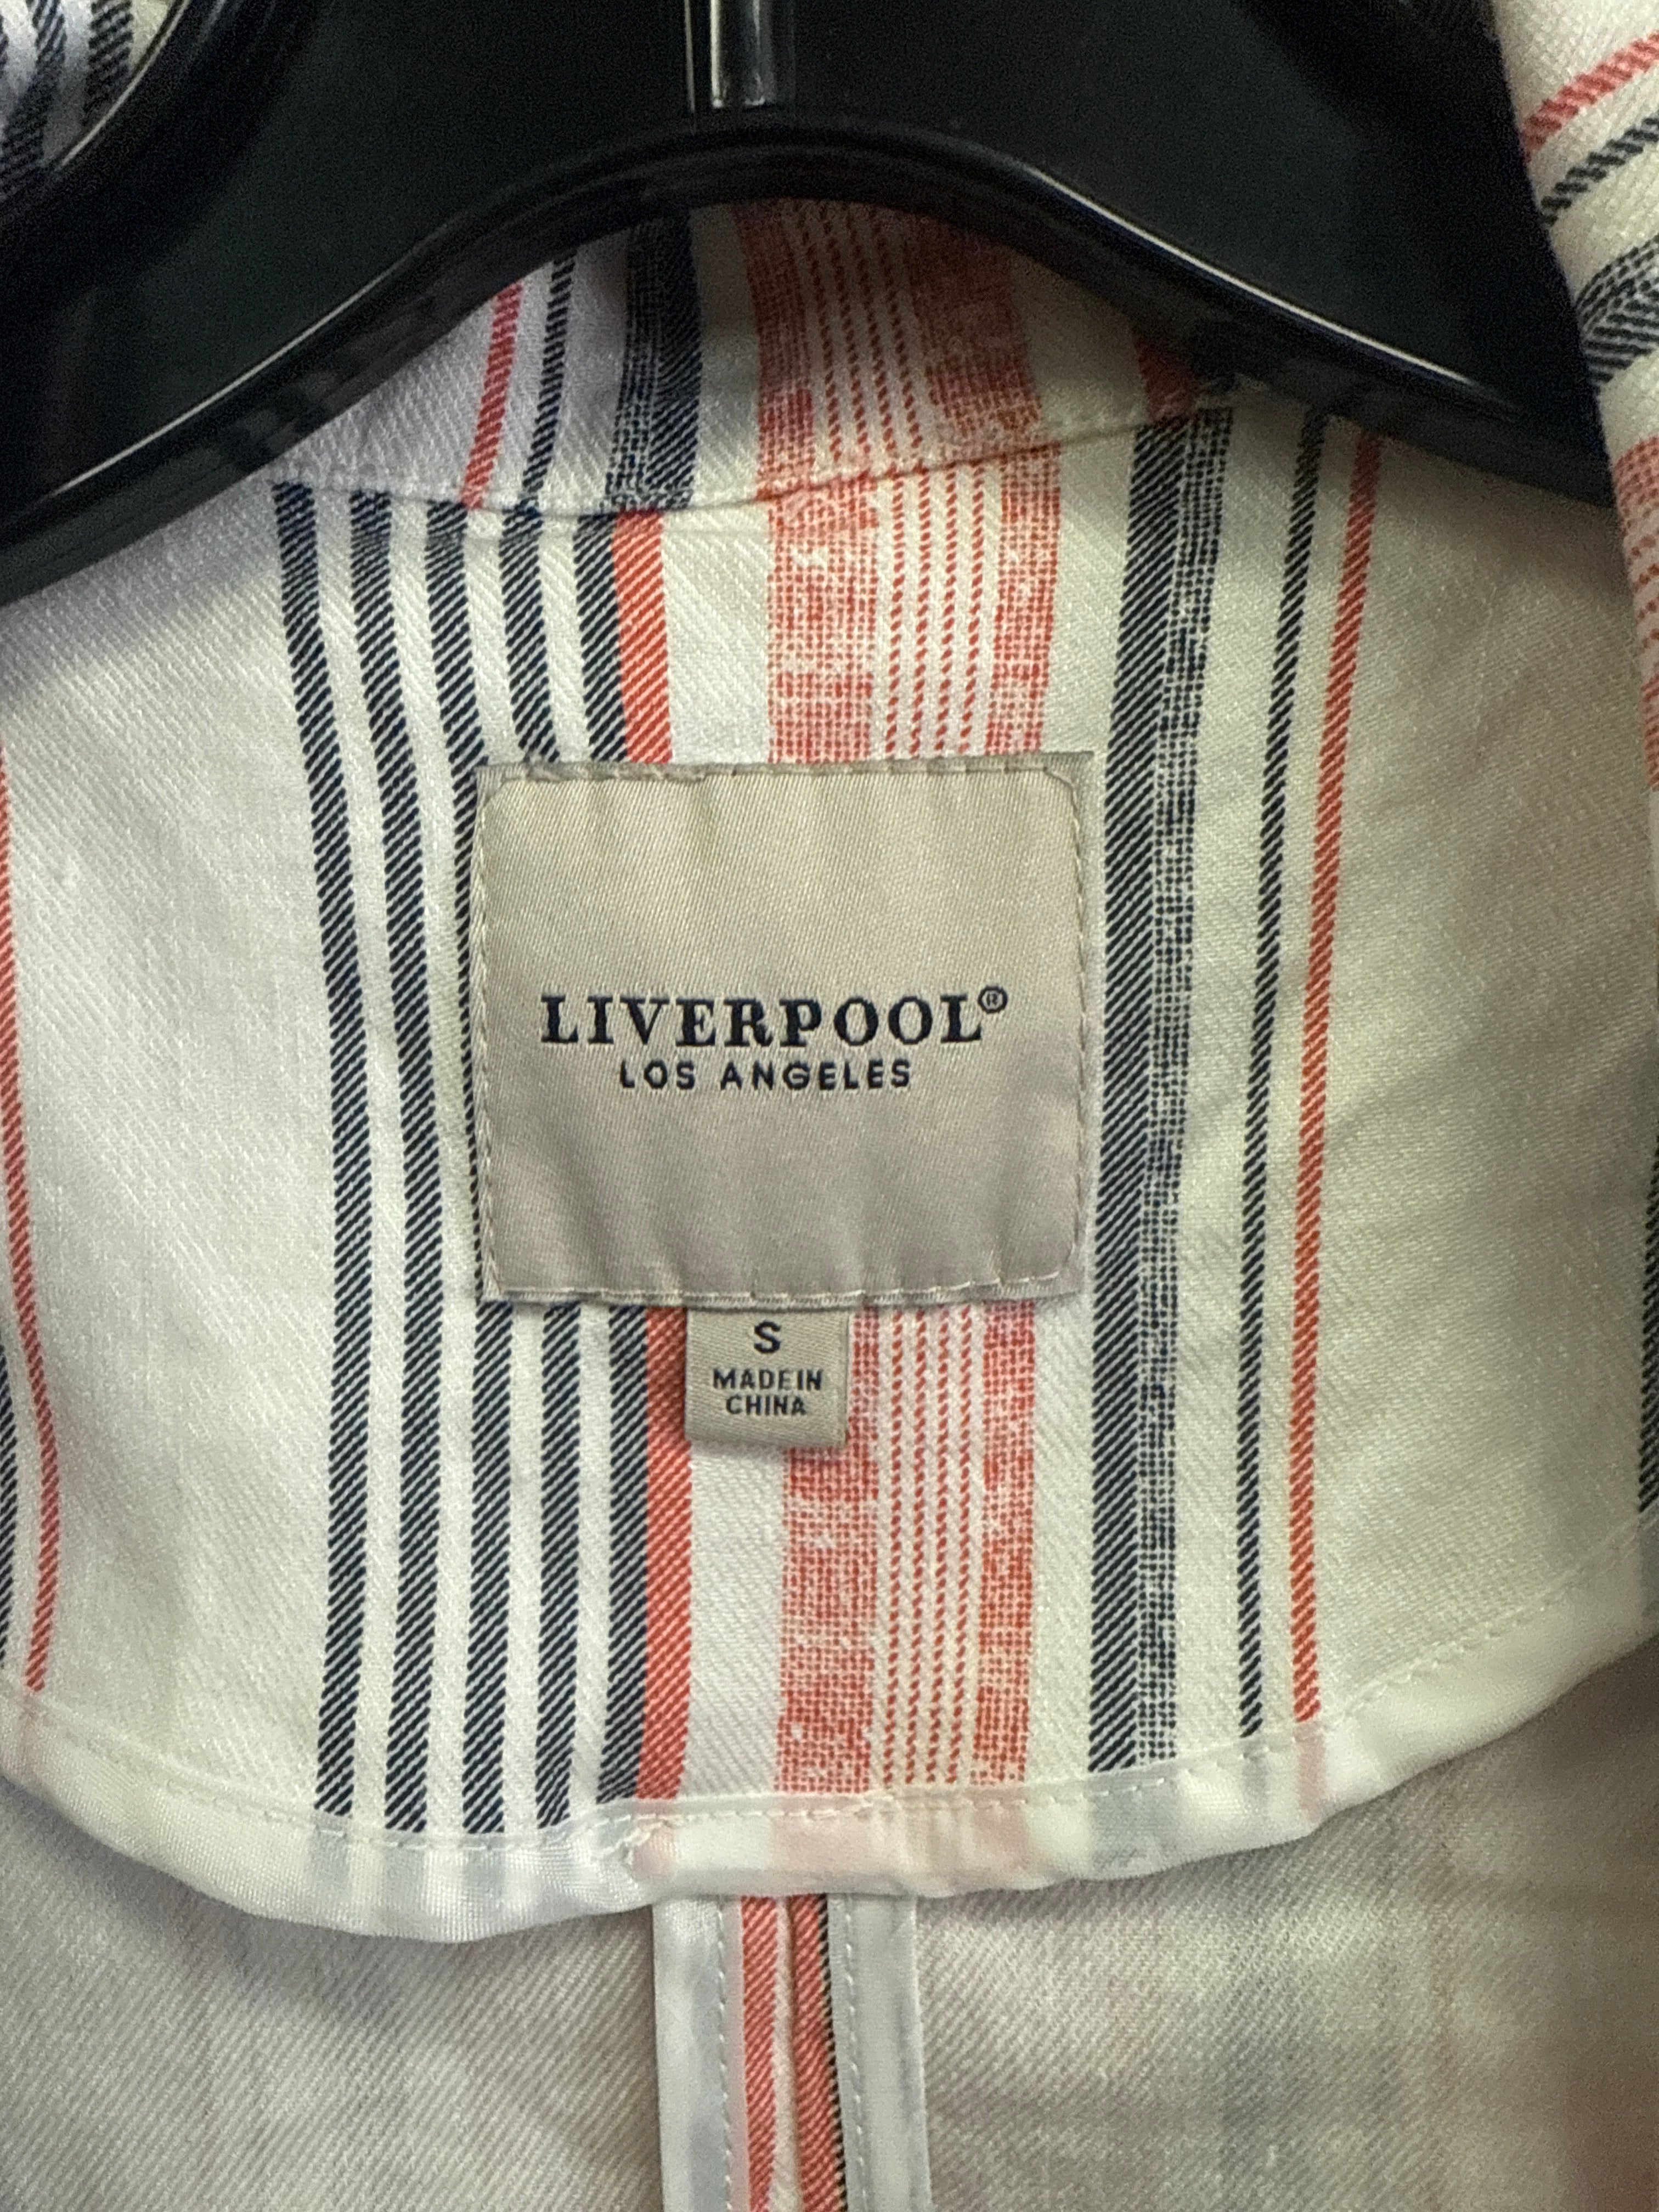 LIVERPOOL®
LOS ANGELES
S
MADE IN
CHINA